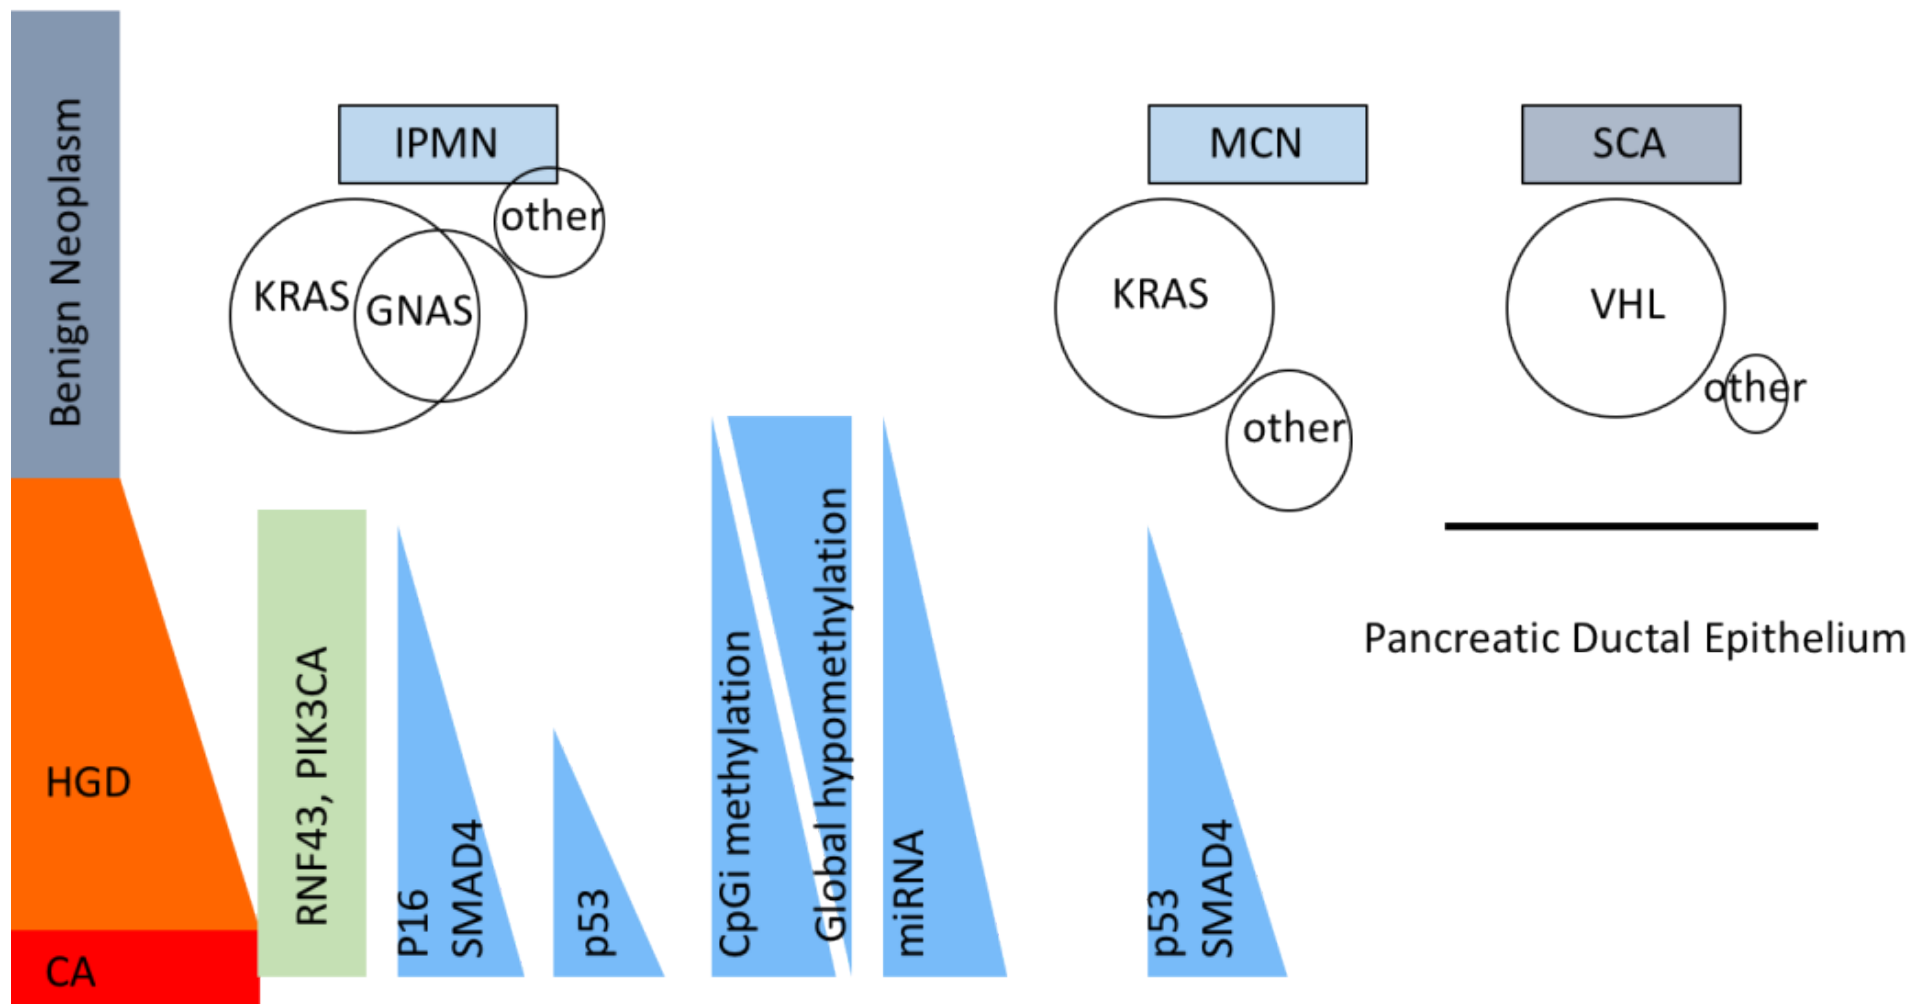 Benign Neoplasm
HGD
CA
IPMN
KRAS
GNAS
other
MCN
KRAS
other
SCA
VHL
other
RNF43, PIK3CA
P16
SMAD4
p53
CpGi methylation
Global hypomethylation
miRNA
p53
SMAD4
Pancreatic Ductal Epithelium